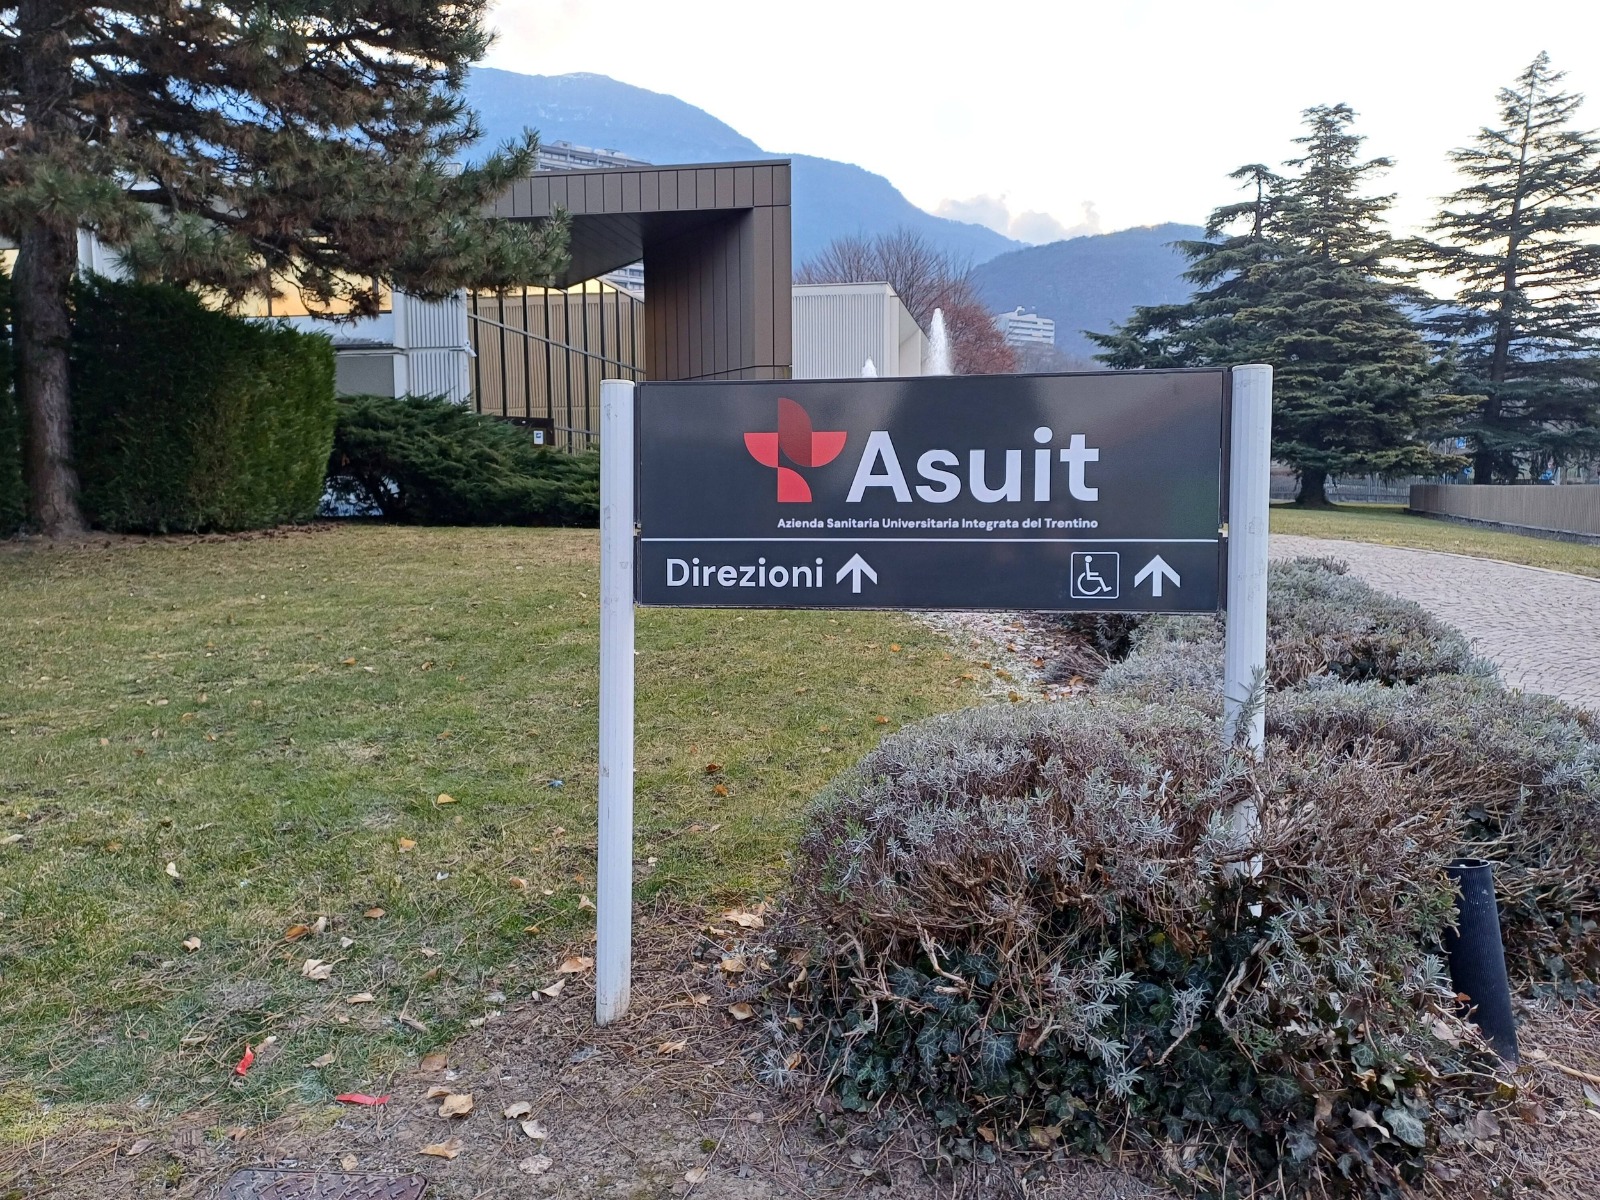 Asuit
Azienda Sanitaria Universitaria Integrata del Trentino
Direzioni